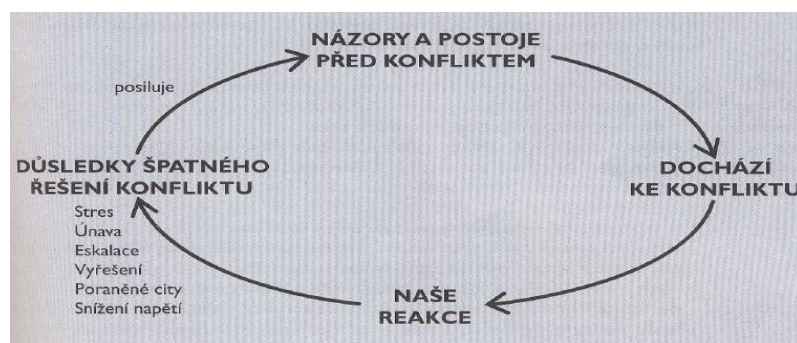 NÁZORY A POSTOJE
PŘED KONFLIKTEM
posiluje
DŮSLEDKY ŠPATNÉHO
ŘEŠENÍ KONFLIKTU
DOCHÁZÍ
KE KONFLIKTU
Stres
Únava
Eskalace
Vyřešení
Poraněné city
Snížení napětí
NAŠE
REAKCE